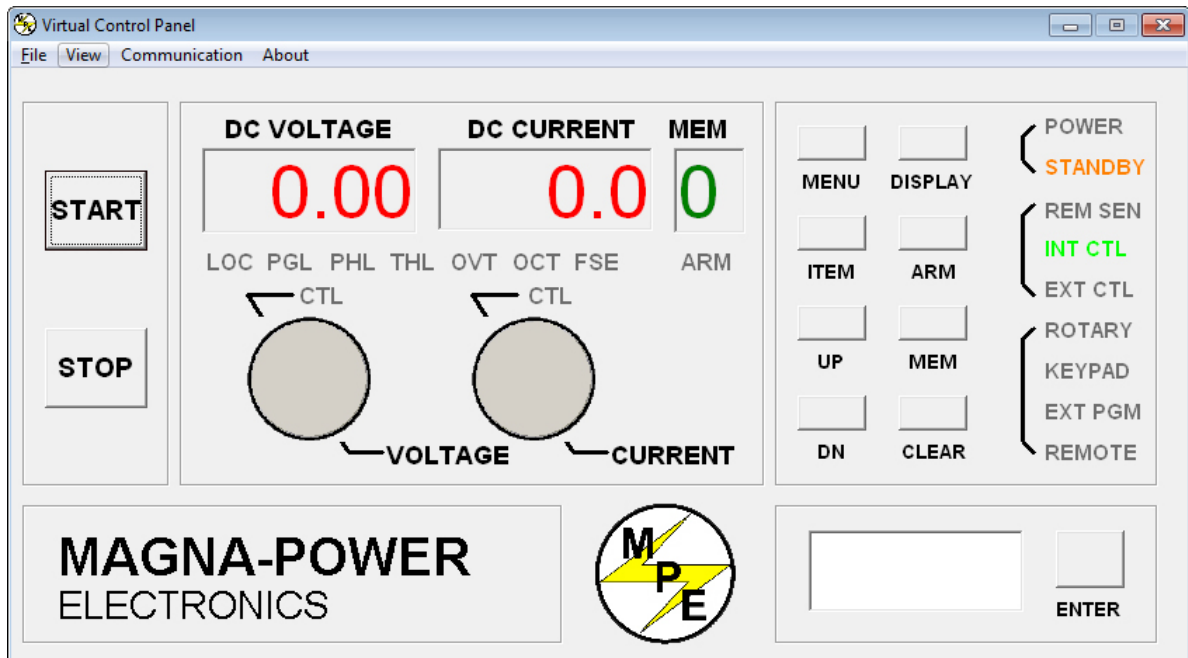 Virtual Control Panel
File View Communication About
START
STOP
DC VOLTAGE DC CURRENT MEM
0.00 0.0 0
LOC PGL PHL THL OVT OCT FSE ARM
CTL CTL
VOLTAGE CURRENT
MENU DISPLAY
ITEM ARM
UP MEM
DN CLEAR
POWER
STANDBY
REM SEN
INT CTL
EXT CTL
ROTARY
KEYPAD
EXT PGM
REMOTE
MAGNA-POWER
ELECTRONICS
M
P
E
ENTER